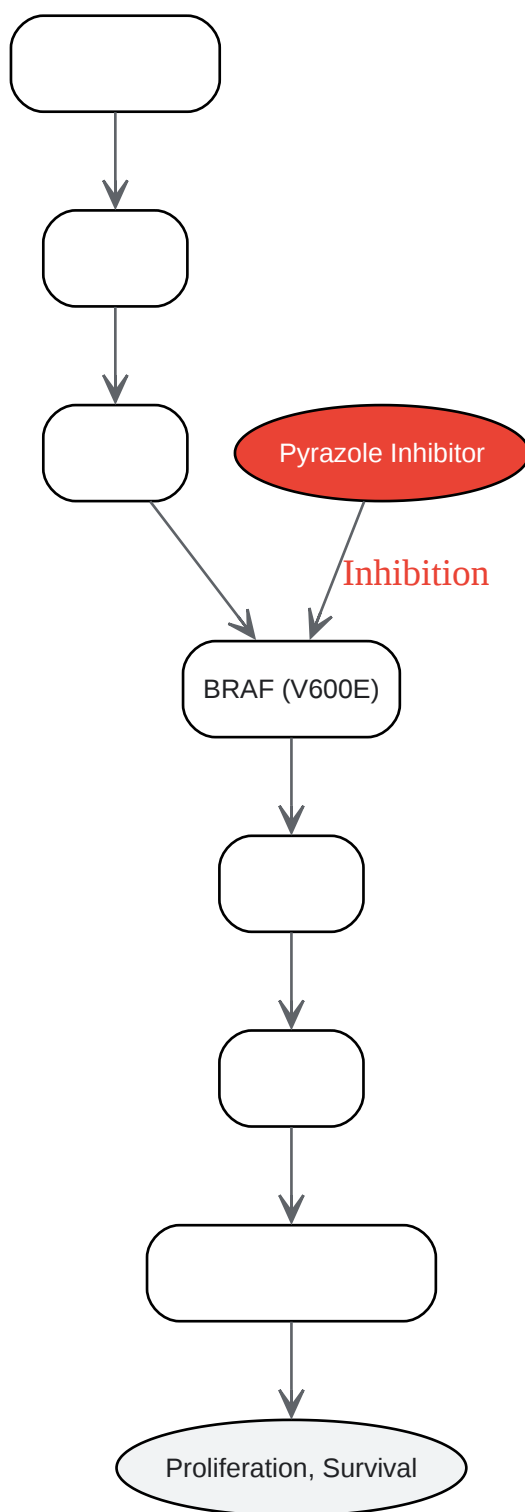 Pyrazole Inhibitor
Inhibition
BRAF (V600E)
Proliferation, Survival